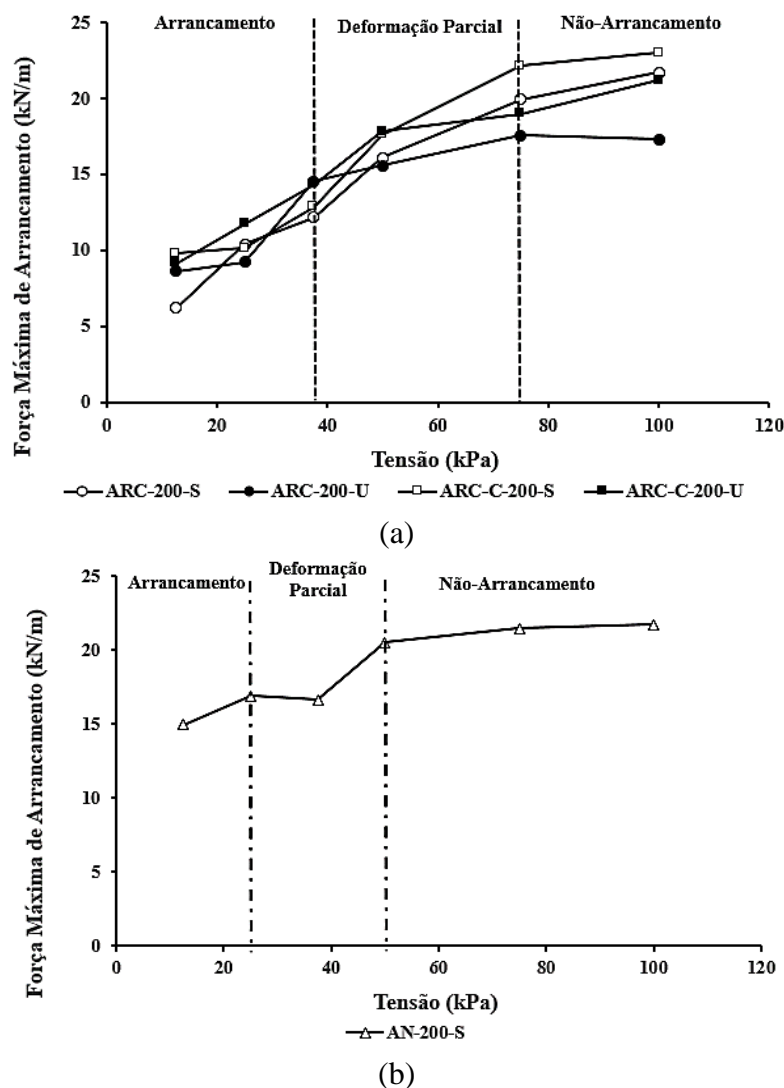 Arrancamento Deformação Parcial Não-Arrancamento
Força Máxima de Arrancamento (kN/m)
25
20
15
10
5
0
0 20 40 60 80 100 120
Tensão (kPa)
ARC-200-S ARC-200-U ARC-C-200-S ARC-C-200-U
(a)
Arrancamento Deformação Parcial Não-Arrancamento
Força Máxima de Arrancamento (kN/m)
25
20
15
10
5
0
0 20 40 60 80 100 120
Tensão (kPa)
AN-200-S
(b)